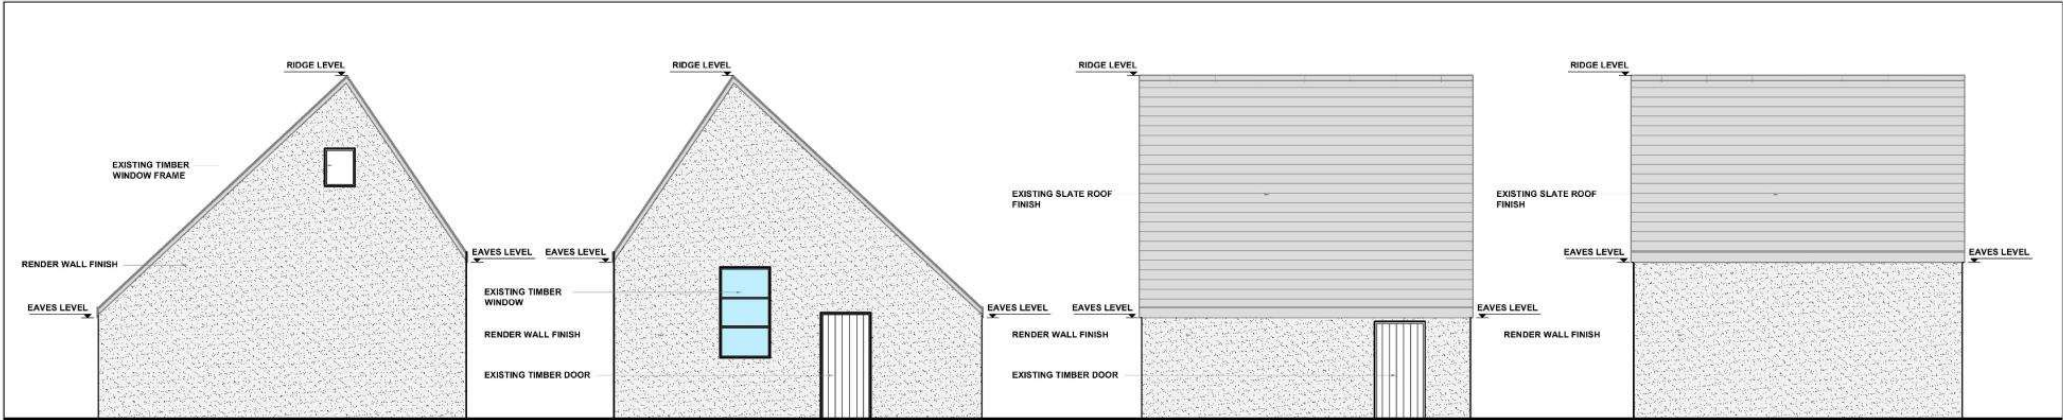 RIDGE LEVEL
EXISTING TIMBER
WINDOW FRAME
RENDER WALL FINISH
EAVES LEVEL
EAVES LEVEL
RIDGE LEVEL
EAVES LEVEL
EXISTING TIMBER
WINDOW
RENDER WALL FINISH
EXISTING TIMBER DOOR
EAVES LEVEL
RIDGE LEVEL
EXISTING SLATE ROOF
FINISH
EAVES LEVEL
RENDER WALL FINISH
EXISTING TIMBER DOOR
EAVES LEVEL
RIDGE LEVEL
EXISTING SLATE ROOF
FINISH
EAVES LEVEL
EAVES LEVEL
RENDER WALL FINISH